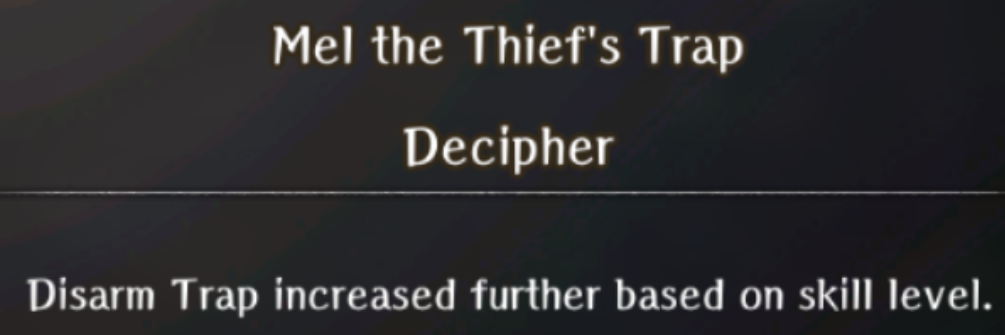 Mel the Thief's Trap
Decipher
Disarm Trap increased further based on skill level.